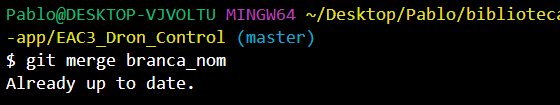 Pablo@DESKTOP-VJVOLTU MINGW64 ~/Desktop/Pablo/biblioteca
-app/EAC3_Dron_Control (master)
$ git merge branca_nom
Already up to date.